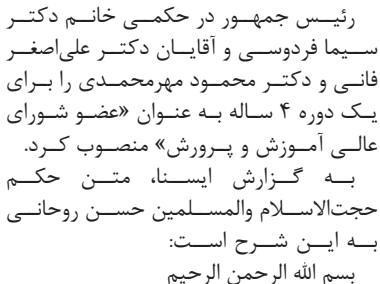 رئیس جمهور در حکمی خانم دکتر
سیما فردوسی و آقایان دکتر علی‌اصغر
فانی و دکتر محمود مهرمحمدی را برای
یک دوره ۴ ساله به عنوان «عضو شورای
عالی آموزش و پرورش» منصوب کرد.
به گزارش ایسنا، متن حکم
حجت‌الاسلام والمسلمین حسن روحانی
به این شرح است:
بسم الله الرحمن الرحیم